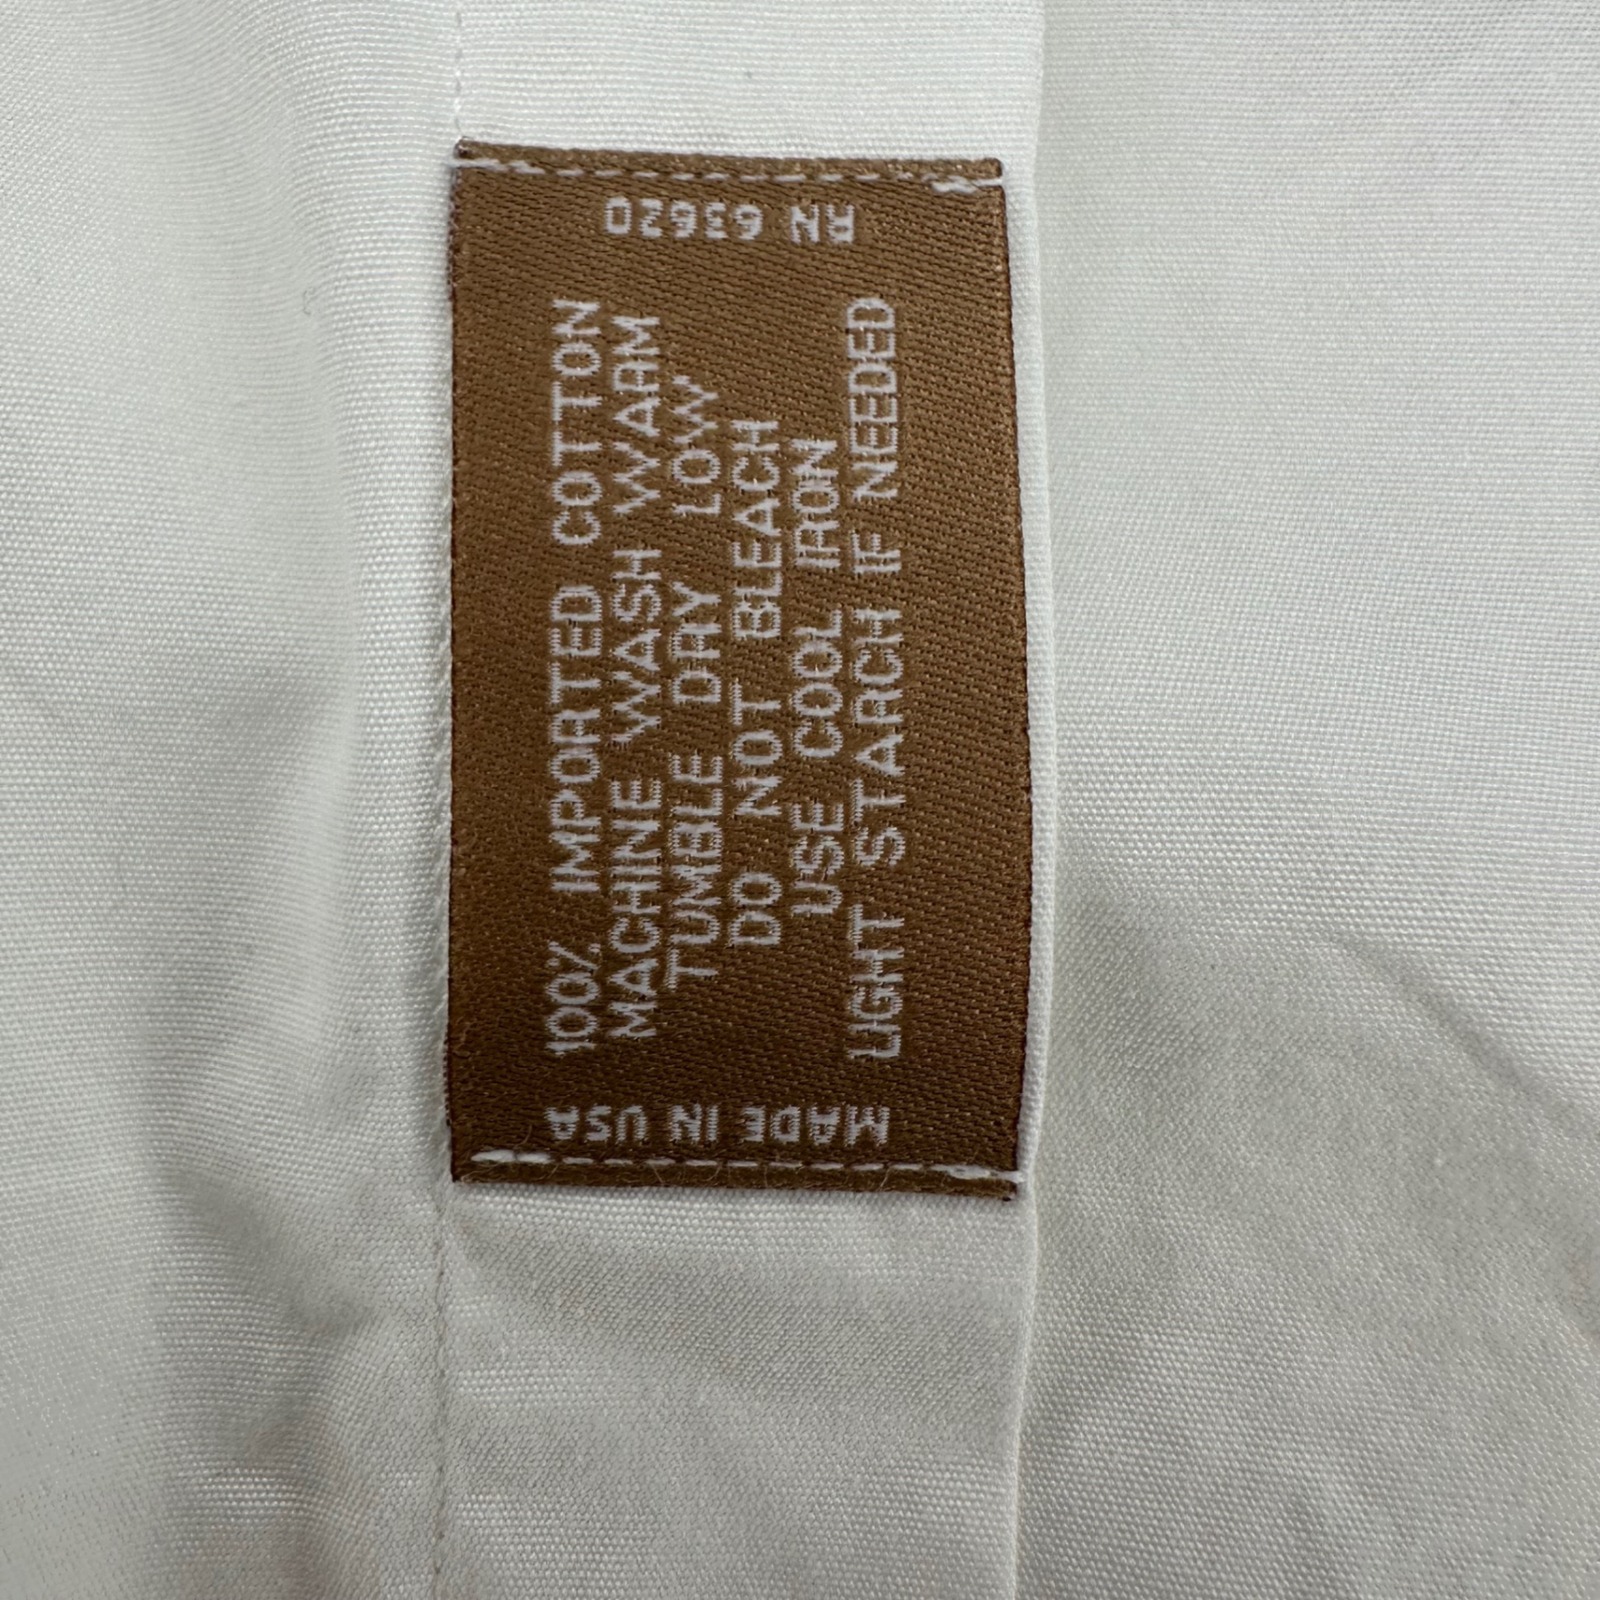 RN 63620
100% IMPORTED COTTON
MACHINE WASH WARM
TUMBLE DRY LOW
DO NOT BLEACH
USE COOL IRON
LIGHT STARCH IF NEEDED
MADE IN USA